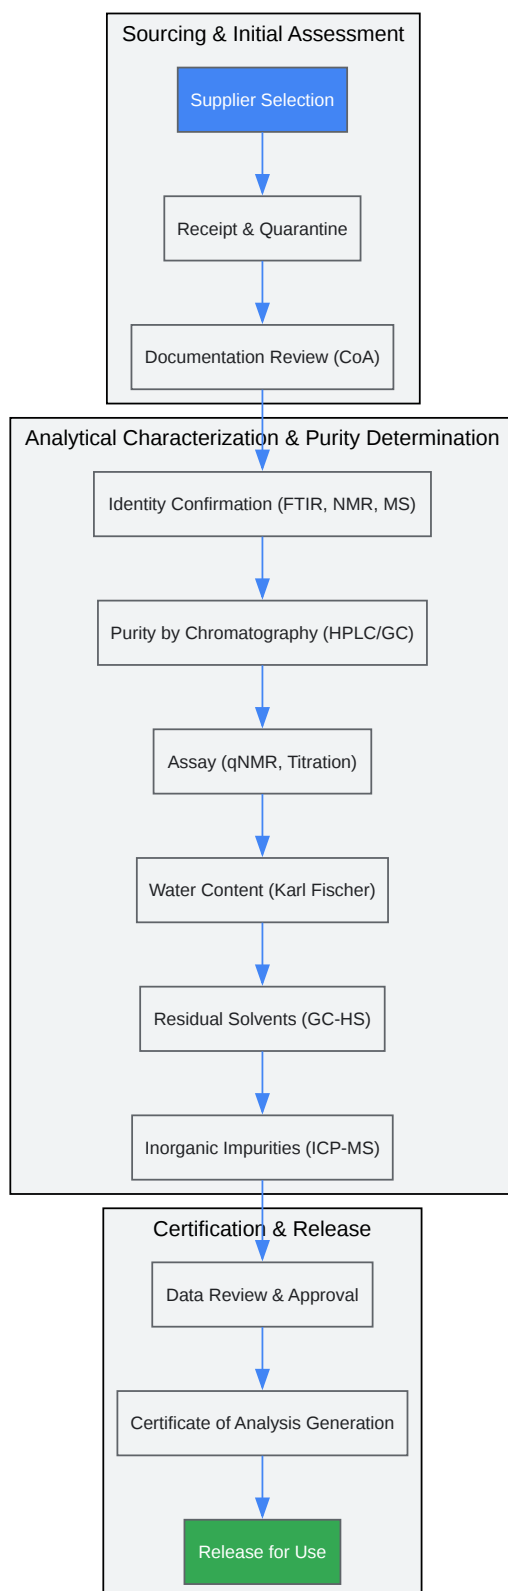 Sourcing & Initial Assessment
Supplier Selection
Receipt & Quarantine
Documentation Review (CoA)
Analytical Characterization & Purity Determination
Identity Confirmation (FTIR, NMR, MS)
Purity by Chromatography (HPLC/GC)
Assay (qNMR, Titration)
Water Content (Karl Fischer)
Residual Solvents (GC-HS)
Inorganic Impurities (ICP-MS)
Certification & Release
Data Review & Approval
Certificate of Analysis Generation
Release for Use